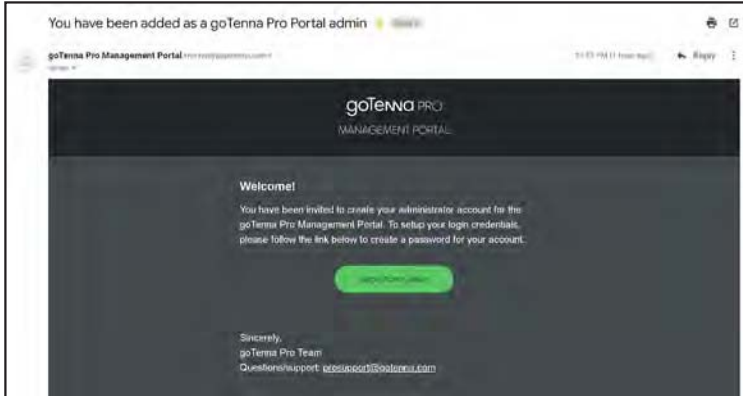 You have been added as a goTenna Pro Portal admin
goTenna Pro Management Portal
Reply
goTenna PRO
MANAGEMENT PORTAL
Welcome!
You have been invited to create your administrator account for the
goTenna Pro Management Portal. To setup your login credentials,
please follow the link below to create a password for your account.
Sincerely,
goTenna Pro Team
Questions/support: prosupport@gotenna.com